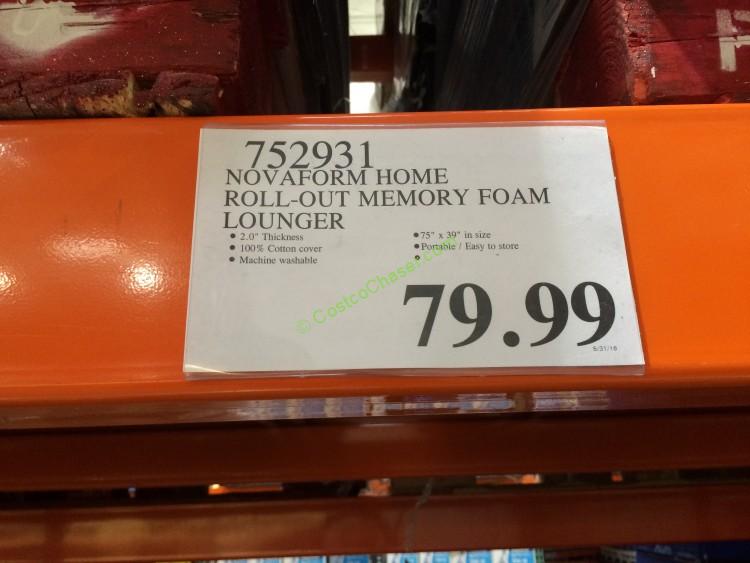 752931
NOVAFORM HOME
ROLL-OUT MEMORY FOAM
LOUNGER
• 2.0" Thickness
• 100% Cotton cover
• Machine washable
• 75" x 39" in size
• Portable / Easy to store
•
79.99
5/31/16
© CostcoChaser.com